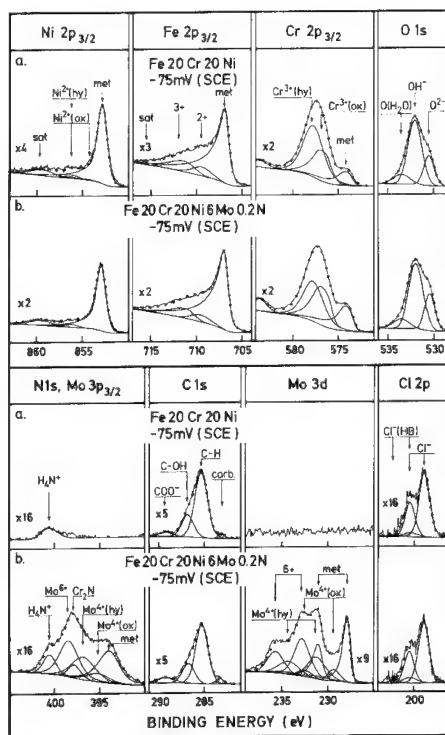 Ni 2p3/2 Fe 2p3/2 Cr 2p3/2 O 1s
a. Fe 20 Cr 20 Ni
-75mV (SCE)
met
Ni²⁺(hy)
Ni²⁺(ox)
sat
x4
met
3+
2+
sat
x3
Cr³⁺(hy)
Cr³⁺(ox)
met
x2
OH⁻
O(H₂O)
O²⁻
b. Fe 20 Cr 20 Ni 6 Mo 0.2N
-75mV (SCE)
x2 x2 x2
860 855 715 710 705 580 575 535 530
N1s, Mo 3p3/2 C 1s Mo 3d Cl 2p
a. Fe 20 Cr 20 Ni
-75mV (SCE)
H₄N⁺
x16
C-H
C-OH
COO⁻
carb.
x5
Cl⁻(HB)
Cl⁻
x16
b. Fe 20 Cr 20 Ni 6 Mo 0.2N
-75mV (SCE)
Mo⁶⁺
H₄N⁺
Cr₂N
Mo⁴⁺(hy)
Mo⁴⁺(ox)
met
x16
x5
6+
met
Mo⁴⁺(ox)
Mo⁴⁺(hy)
x9
x16
400 395 290 285 235 230 200
BINDING ENERGY (eV)